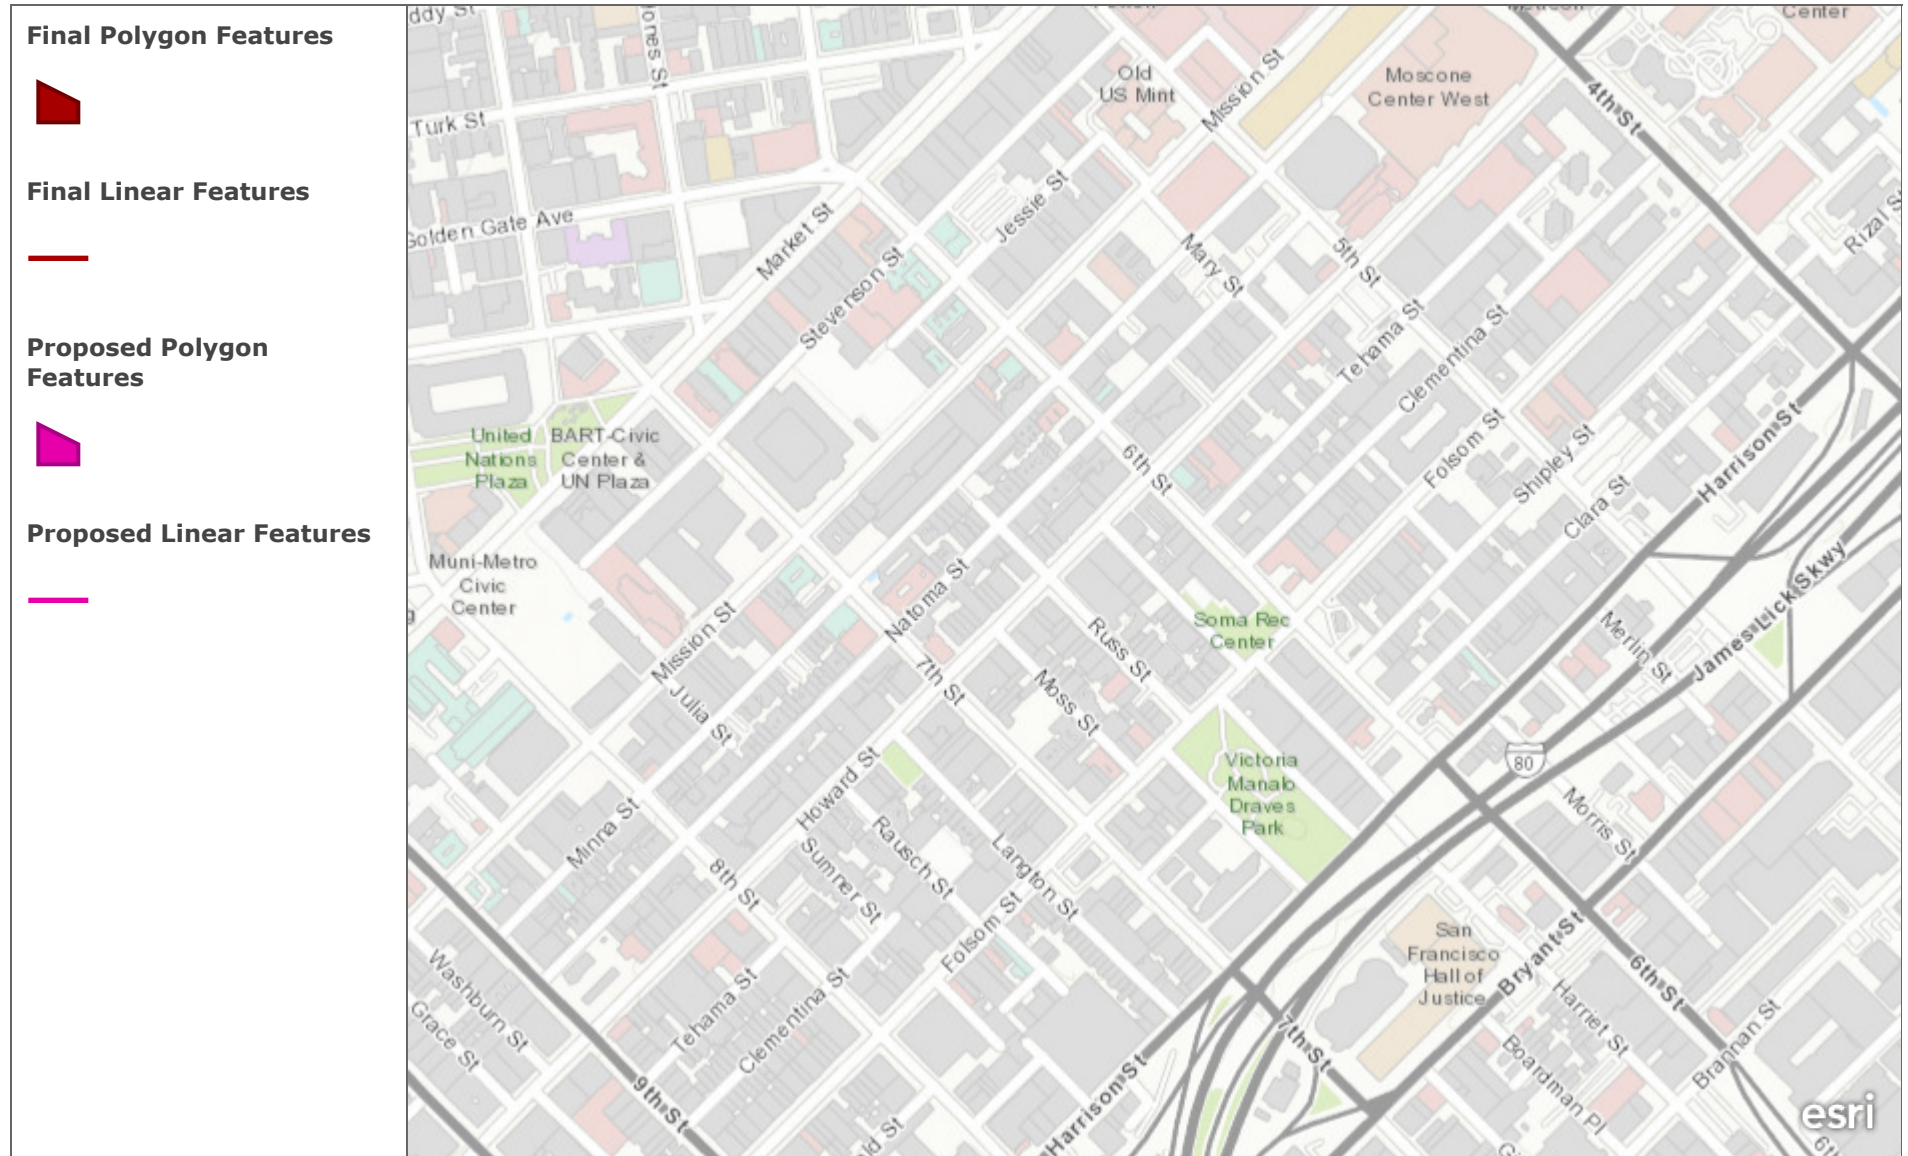 Final Polygon Features
Final Linear Features
Proposed Polygon
Features
Proposed Linear Features
ddy St
Jones St
Center
Old
US Mint
Mission St
Moscone
Center West
4th St
Turk St
Golden Gate Ave
Market St
Jessie St
Stevenson St
Mary St
5th St
Rizal St
Tehama St
Clementina St
United
Nations
Plaza
BART-Civic
Center &
UN Plaza
6th St
Folsom St
Shipley St
Clara St
Harrison St
Muni-Metro
Civic
Center
Natoma St
Mission St
Julia St
7th St
Russ St
Moss St
Soma Rec
Center
Merlin St
James Lick Skwy
Victoria
Manalo
Draves
Park
80
Morris St
Howard St
Minna St
8th St
Sumner St
Rausch St
Langton St
Folsom St
San
Francisco
Hall of
Justice
Bryant St
6th St
Washburn St
Grace St
Tehama St
Clementina St
9th St
Harrison St
7th St
Harriet St
Boardman Pl
Brannan St
ld St
6th
esri